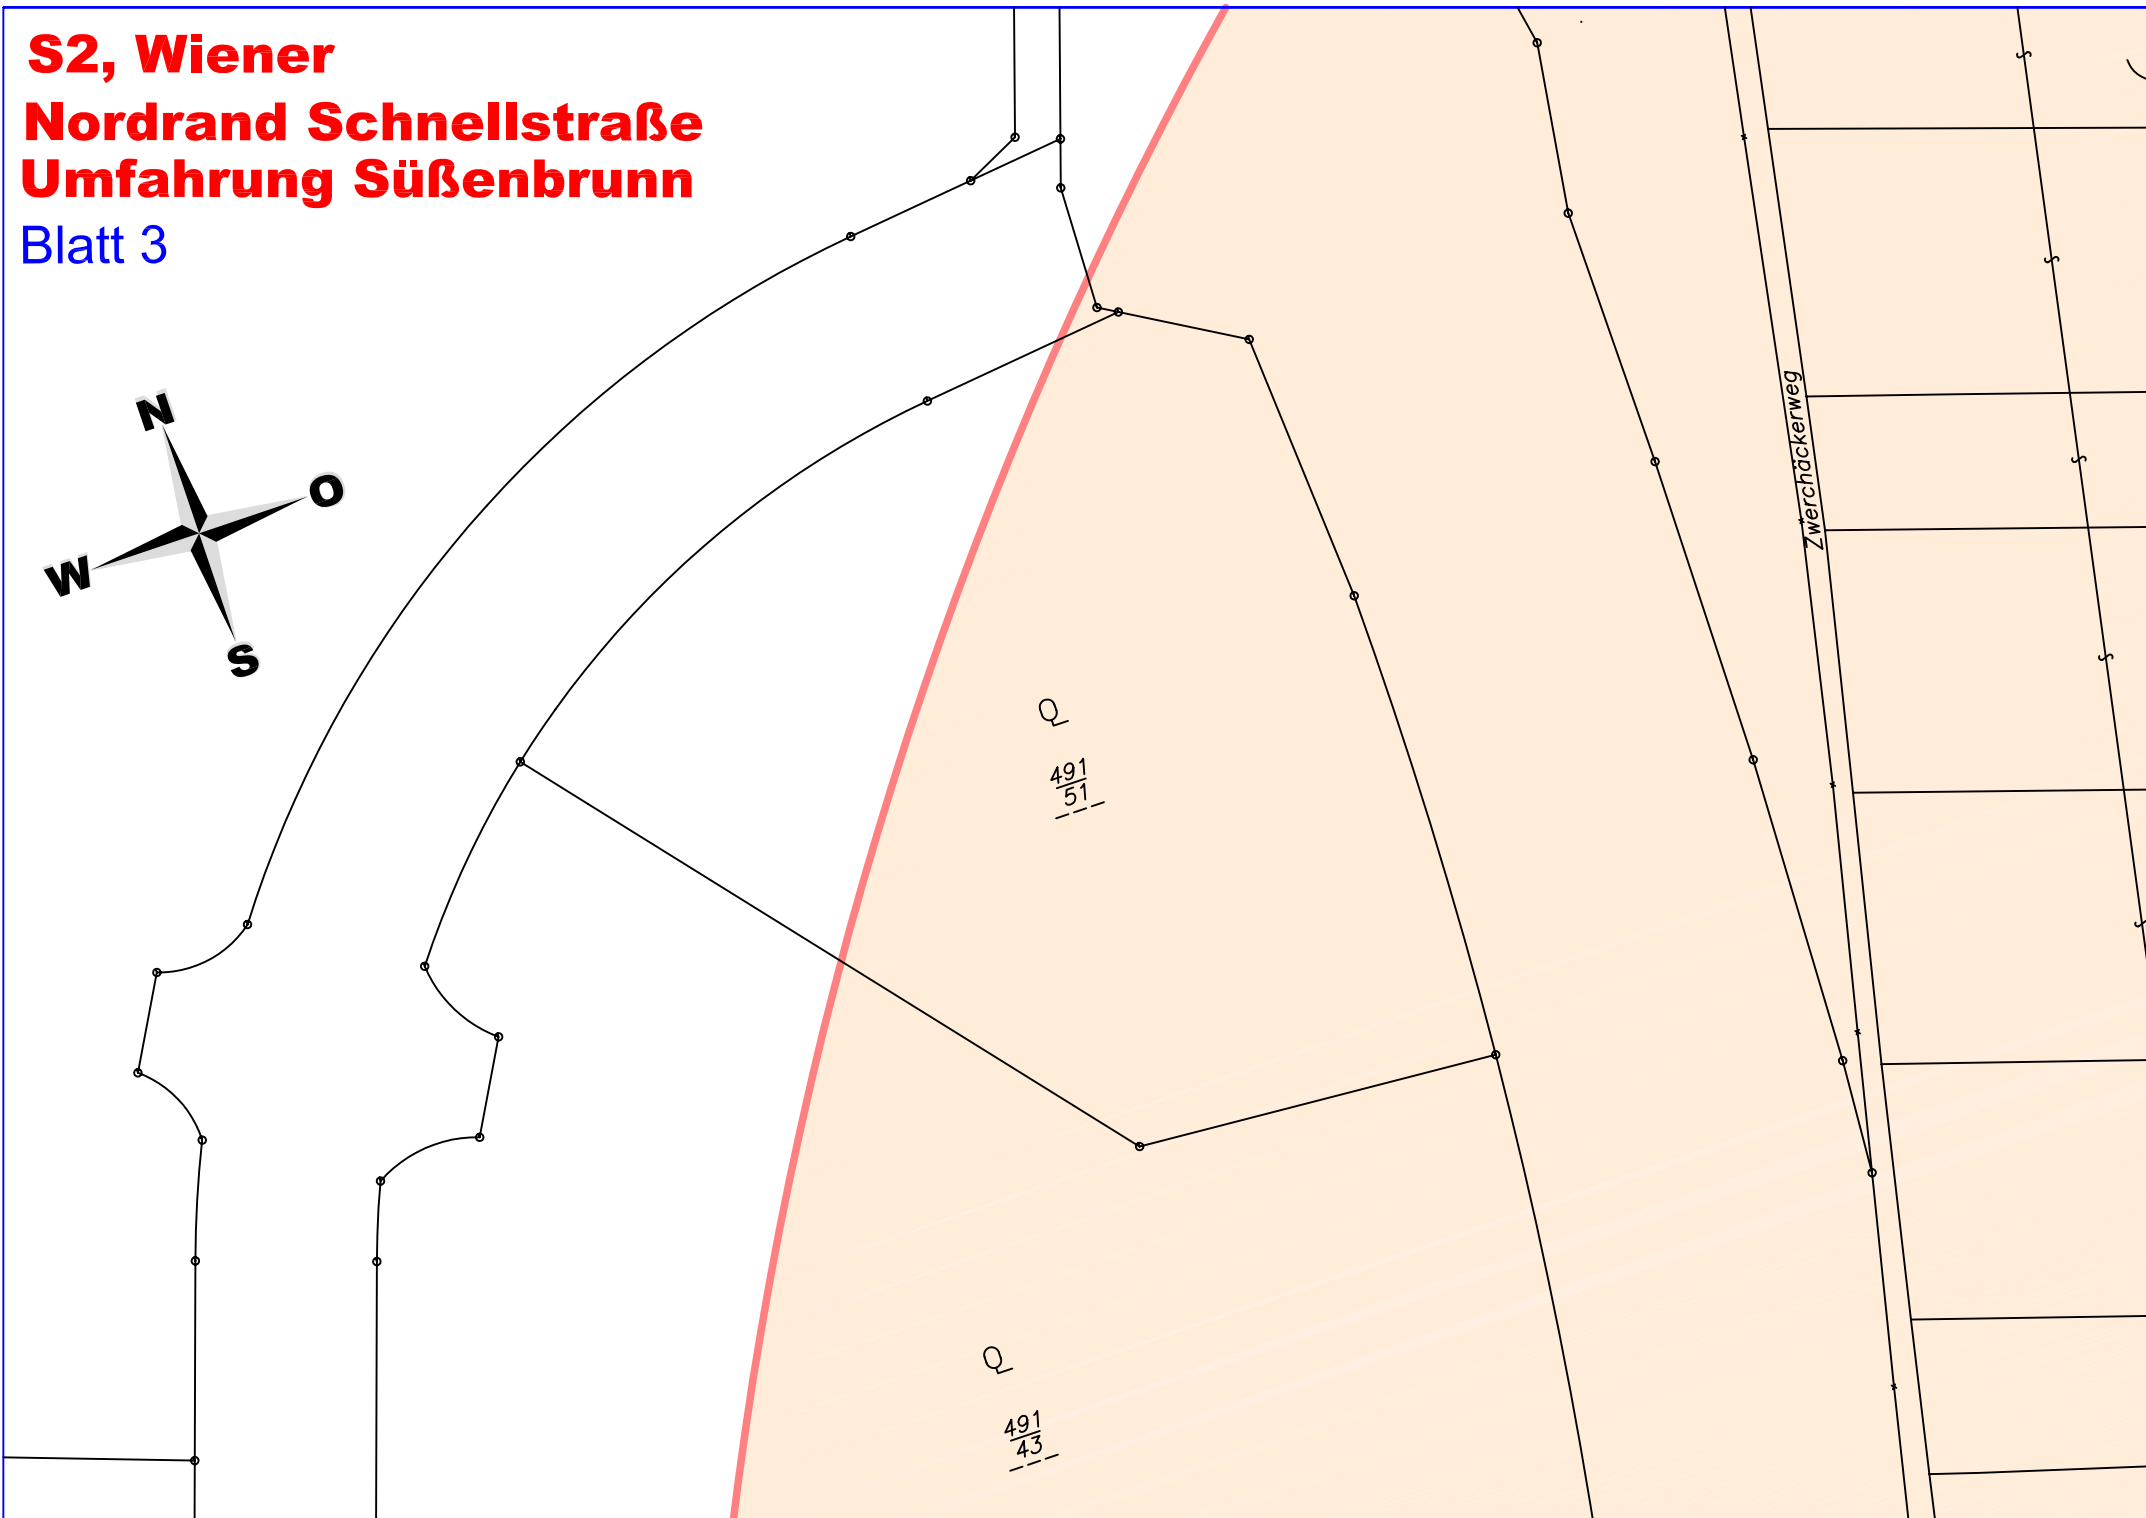 S2, Wiener
Nordrand Schnellstraße
Umfahrung Süßenbrunn
Blatt 3
N
O
W
S
Zwerchäckerweg
491
51
491
43